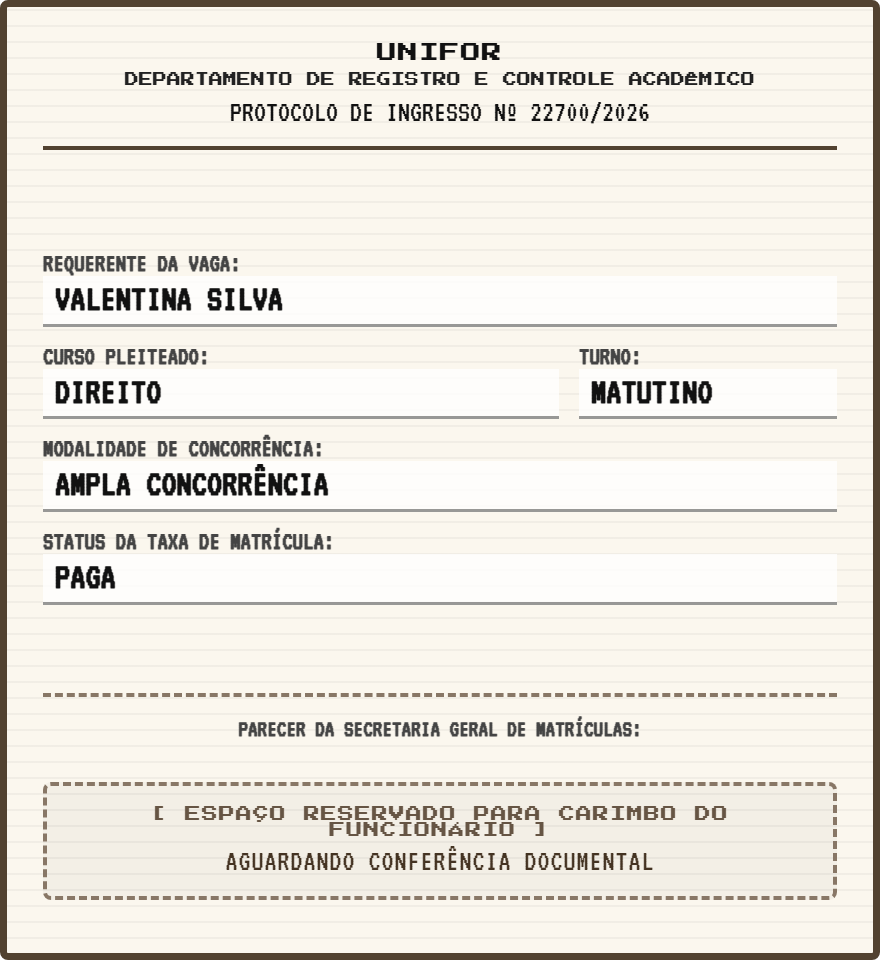 UNIFOR
DEPARTAMENTO DE REGISTRO E CONTROLE ACADêMICO
PROTOCOLO DE INGRESSO Nº 22700/2026
REQUERENTE DA VAGA:
VALENTINA SILVA
CURSO PLEITEADO:
TURNO:
DIREITO
MATUTINO
MODALIDADE DE CONCORRÊNCIA:
AMPLA CONCORRÊNCIA
STATUS DA TAXA DE MATRÍCULA:
PAGA
PARECER DA SECRETARIA GERAL DE MATRÍCULAS:
[ ESPAçO RESERVADO PARA CARIMBO DO
FUNCIONáRIO ]
AGUARDANDO CONFERÊNCIA DOCUMENTAL